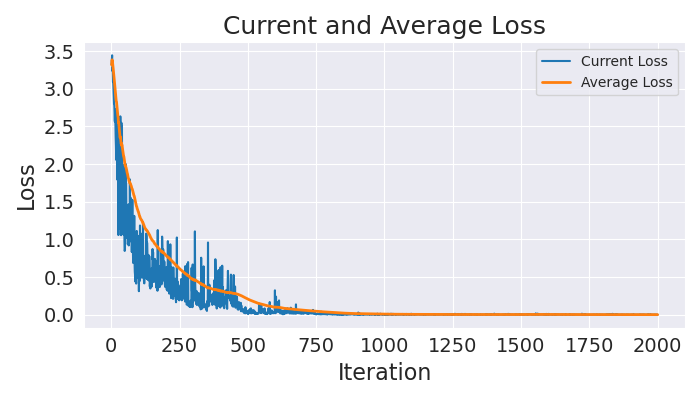 Current and Average Loss
Current Loss
Average Loss
Loss
3.5
3.0
2.5
2.0
1.5
1.0
0.5
0.0
0 250 500 750 1000 1250 1500 1750 2000
Iteration